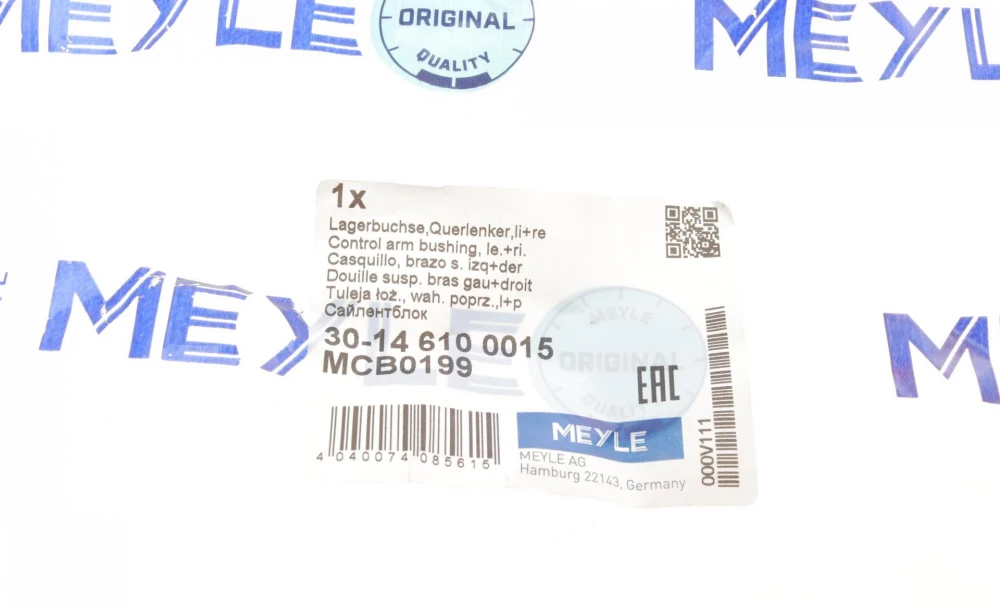 MEYLE
ORIGINAL
QUALITY
MEYL
1x
Lagerbuchse,Querlenker,li+re
Control arm bushing, le.+ri.
Casquillo, brazo s. izq+der
Douille susp. bras gau+droit
Tuleja łoż., wah. poprz.,l+p
Сайлентблок
30-14 610 0015
MCB0199
MEYLE
ORIGINAL
QUALITY
EAC
4 040074 085615
MEYLE
MEYLE AG
Hamburg 22143, Germany
000V111
MEYLE
M